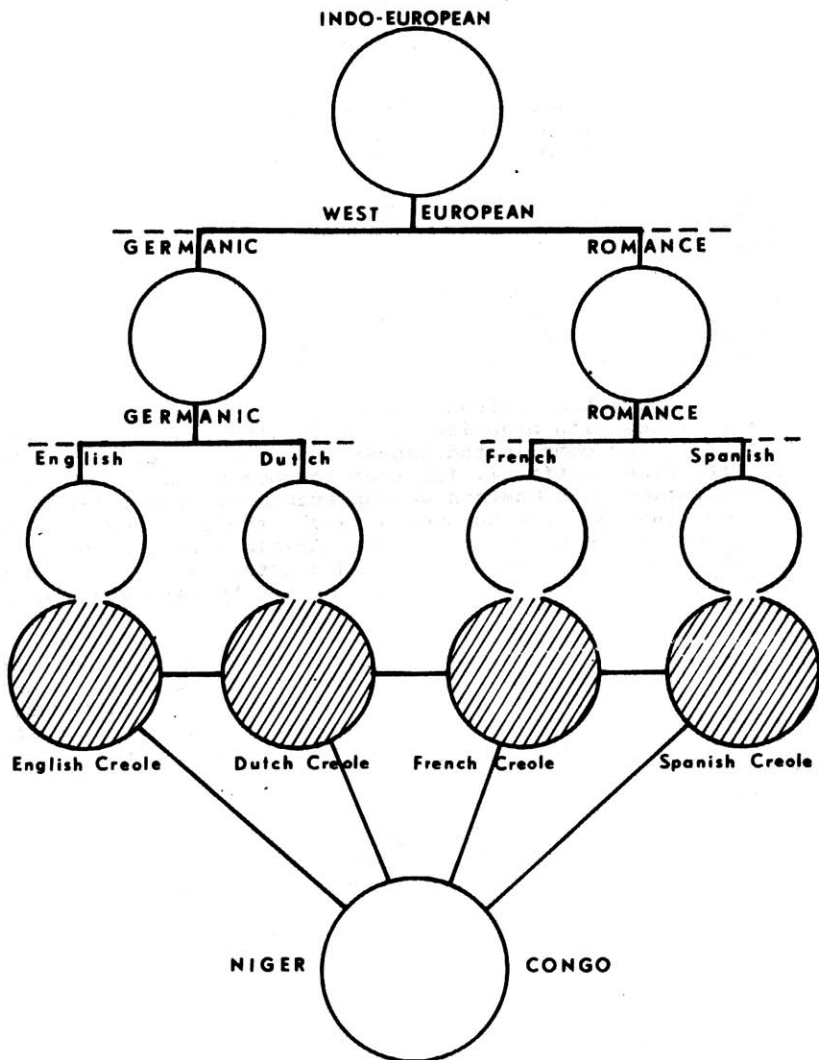 INDO-EUROPEAN
WEST EUROPEAN
GERMANIC ROMANCE
GERMANIC ROMANCE
English Dutch French Spanish
English Creole Dutch Creole French Creole Spanish Creole
NIGER CONGO